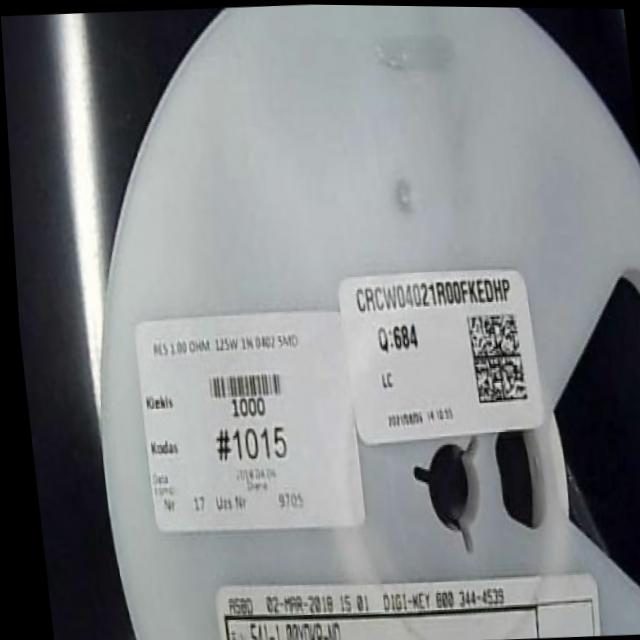 CRCW04021R00FKEDHP
Q:684
LC
RES 1.00 OHM .125W 1% 0402 SMD
Kiekis
1000
Kodas #1015
Data
Nr 17 Uzs Nr 9705
02-MAR-2018 15 01 DIGI-KEY 800 344-4539